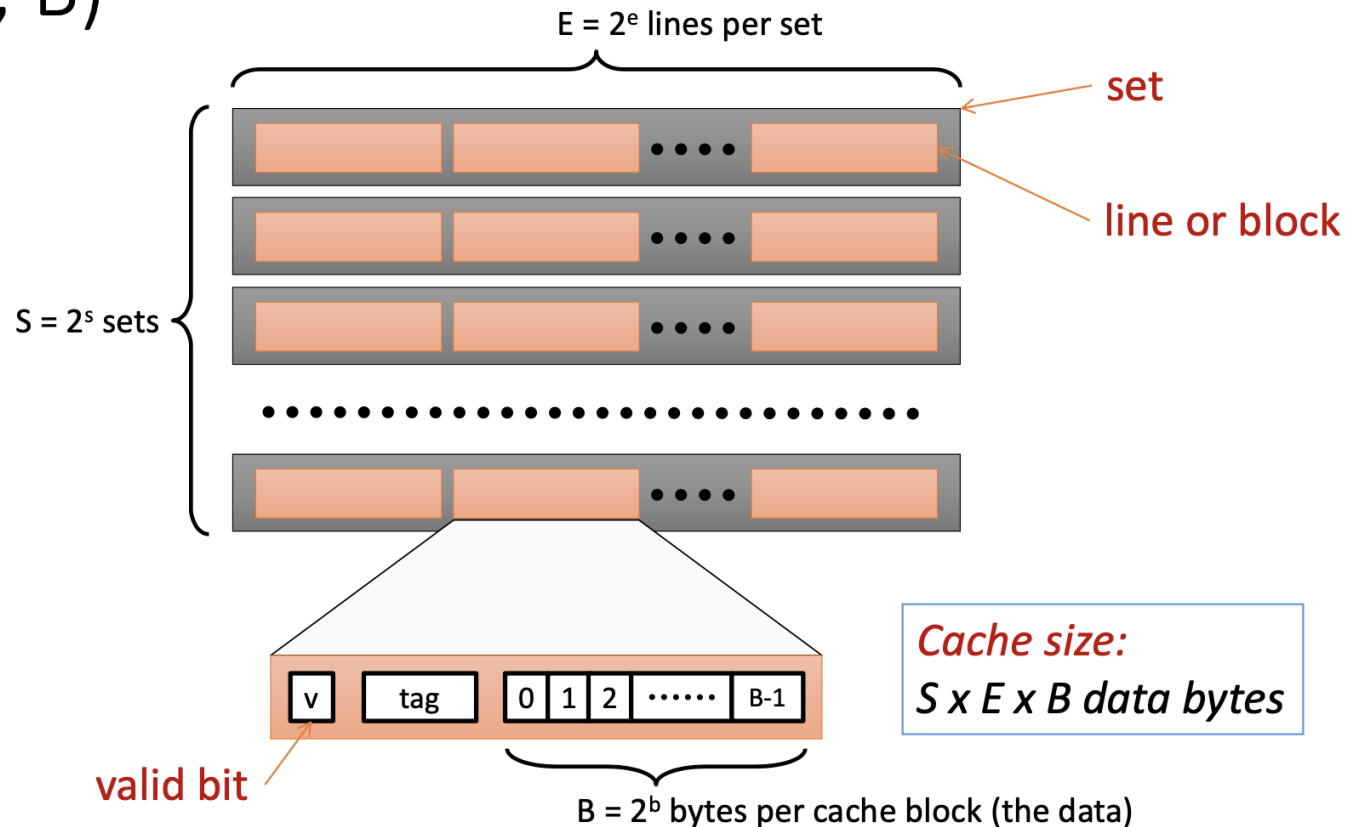 , B)
E = 2ᵉ lines per set
set
line or block
S = 2ˢ sets
v
tag
0 1 2 ...... B-1
Cache size:
S x E x B data bytes
valid bit
B = 2ᵇ bytes per cache block (the data)